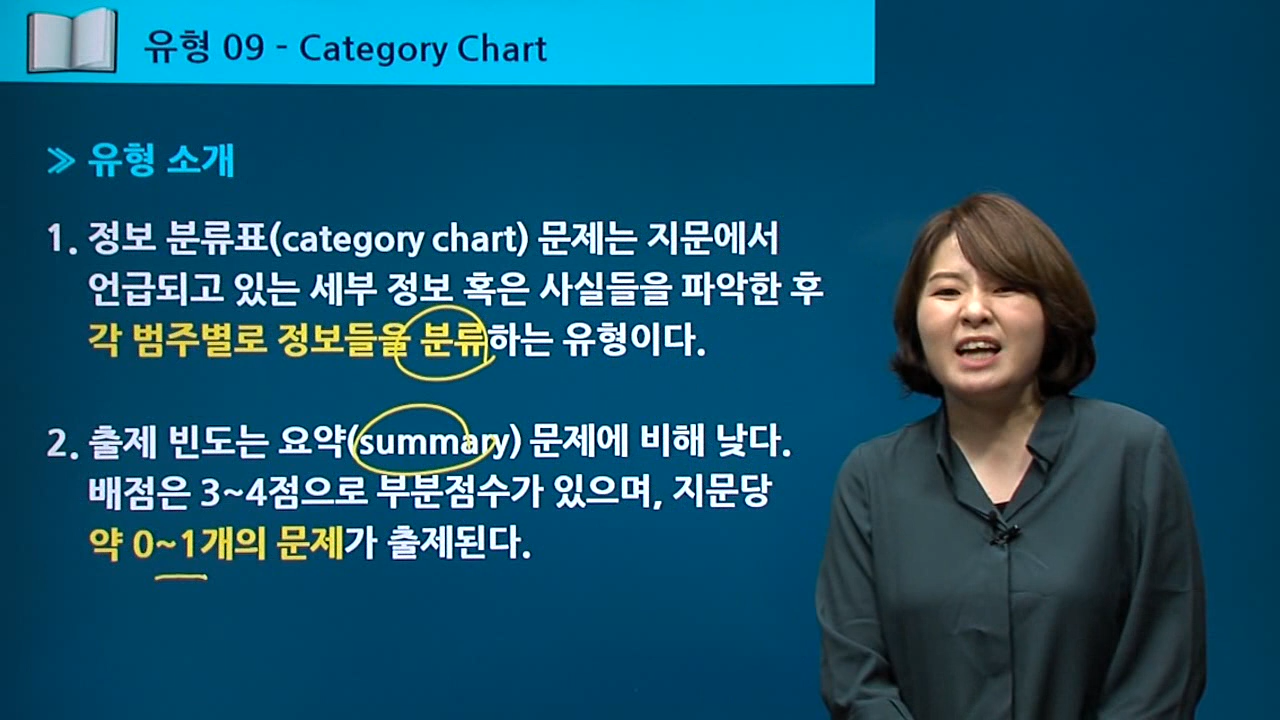 유형 09 - Category Chart
≫ 유형 소개
1. 정보 분류표(category chart) 문제는 지문에서
언급되고 있는 세부 정보 혹은 사실들을 파악한 후
각 범주별로 정보들을 분류하는 유형이다.
2. 출제 빈도는 요약(summary) 문제에 비해 낮다.
배점은 3~4점으로 부분점수가 있으며, 지문당
약 0~1개의 문제가 출제된다.